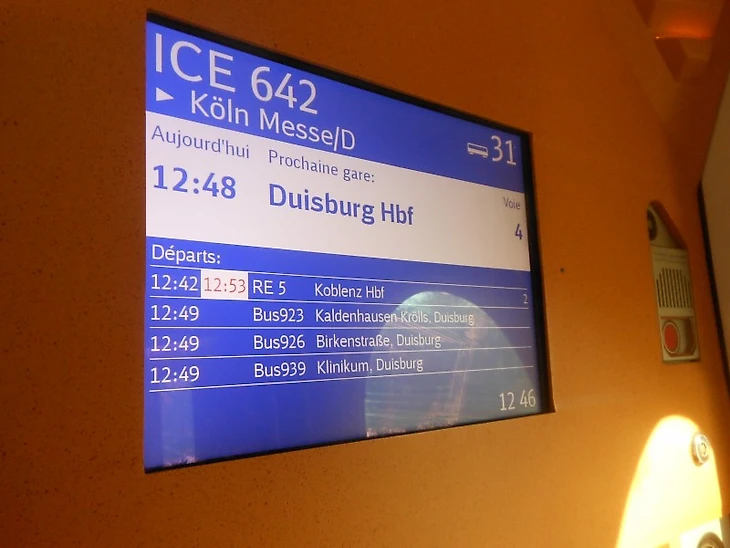 ICE 642
► Köln Messe/D
31
Aujourd'hui Prochaine gare: Voie
12:48 Duisburg Hbf 4
Départs:
12:42 12:53 RE 5 Koblenz Hbf 2
12:49 Bus923 Kaldenhausen Krölls, Duisburg
12:49 Bus926 Birkenstraße, Duisburg
12:49 Bus939 Klinikum, Duisburg
12 46